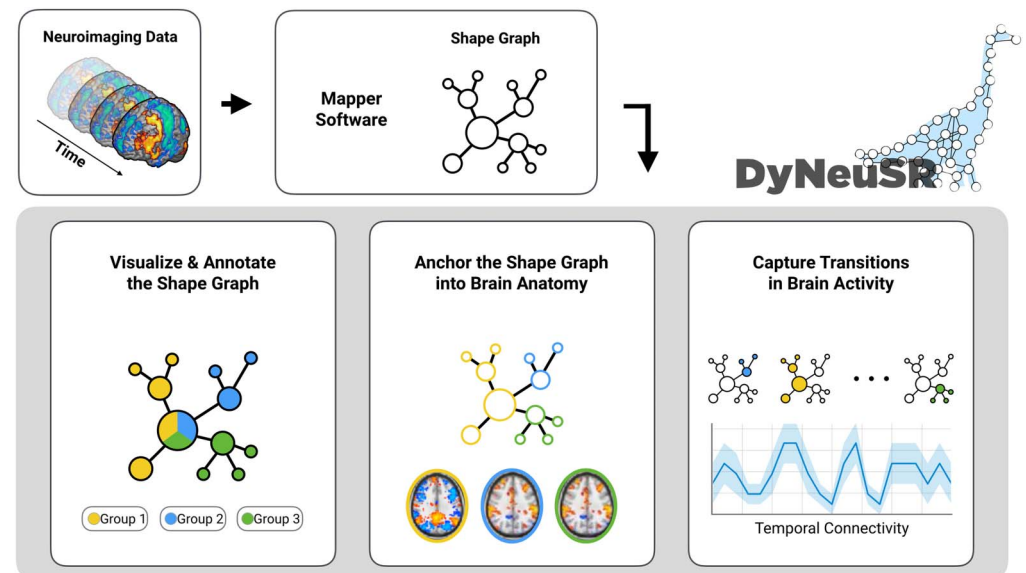 Neuroimaging Data
Time
Mapper
Software
Shape Graph
DyNeuSR
Visualize & Annotate
the Shape Graph
Group 1
Group 2
Group 3
Anchor the Shape Graph
into Brain Anatomy
Capture Transitions
in Brain Activity
Temporal Connectivity